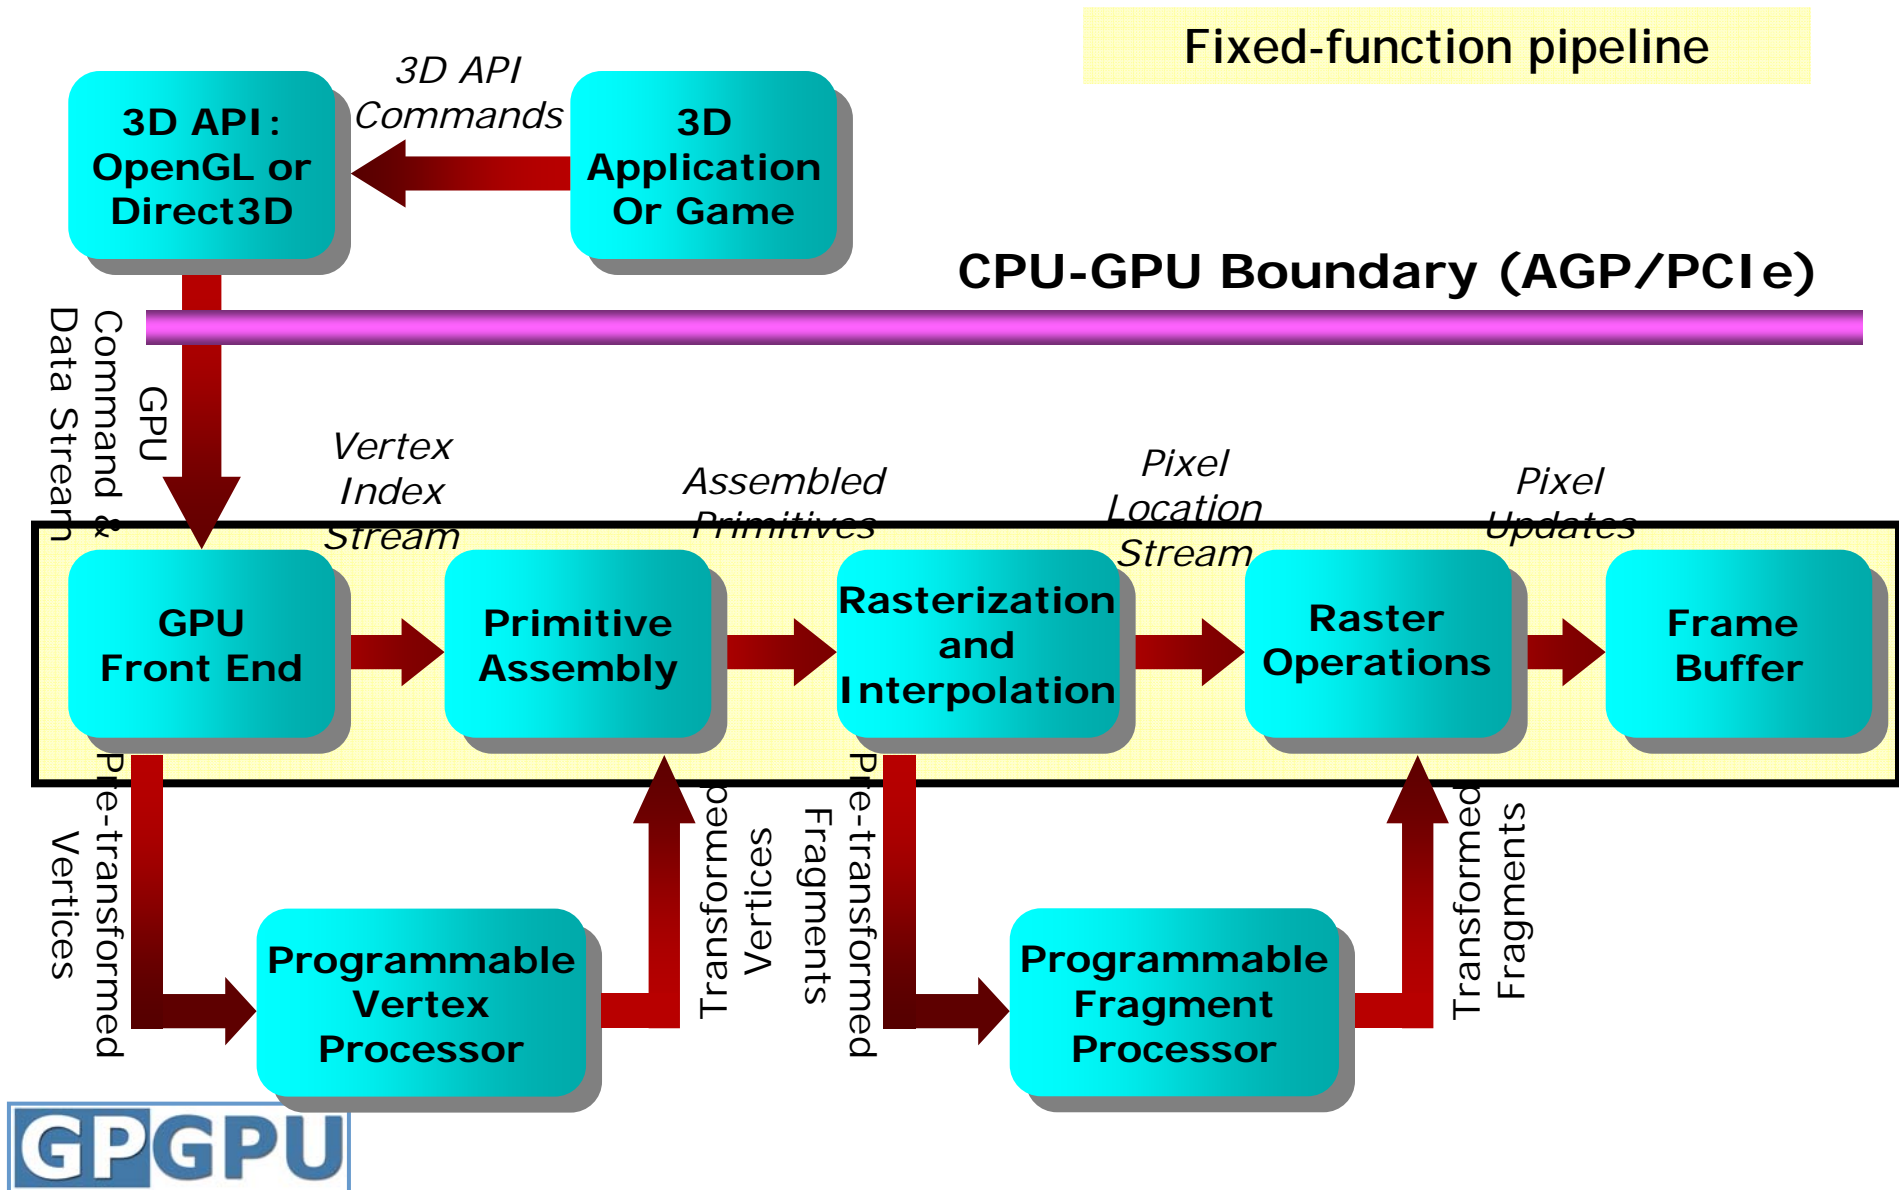 Fixed-function pipeline
3D API
Commands
3D API:
OpenGL or
Direct3D
3D
Application
Or Game
CPU-GPU Boundary (AGP/PCIe)
GPU
Command &
Data Stream
Vertex
Index
Stream
Assembled
Primitives
Pixel
Location
Stream
Pixel
Updates
GPU
Front End
Primitive
Assembly
Rasterization
and
Interpolation
Raster
Operations
Frame
Buffer
Pre-transformed
Vertices
Transformed
Vertices
Pre-transformed
Fragments
Transformed
Fragments
Programmable
Vertex
Processor
Programmable
Fragment
Processor
GPGPU